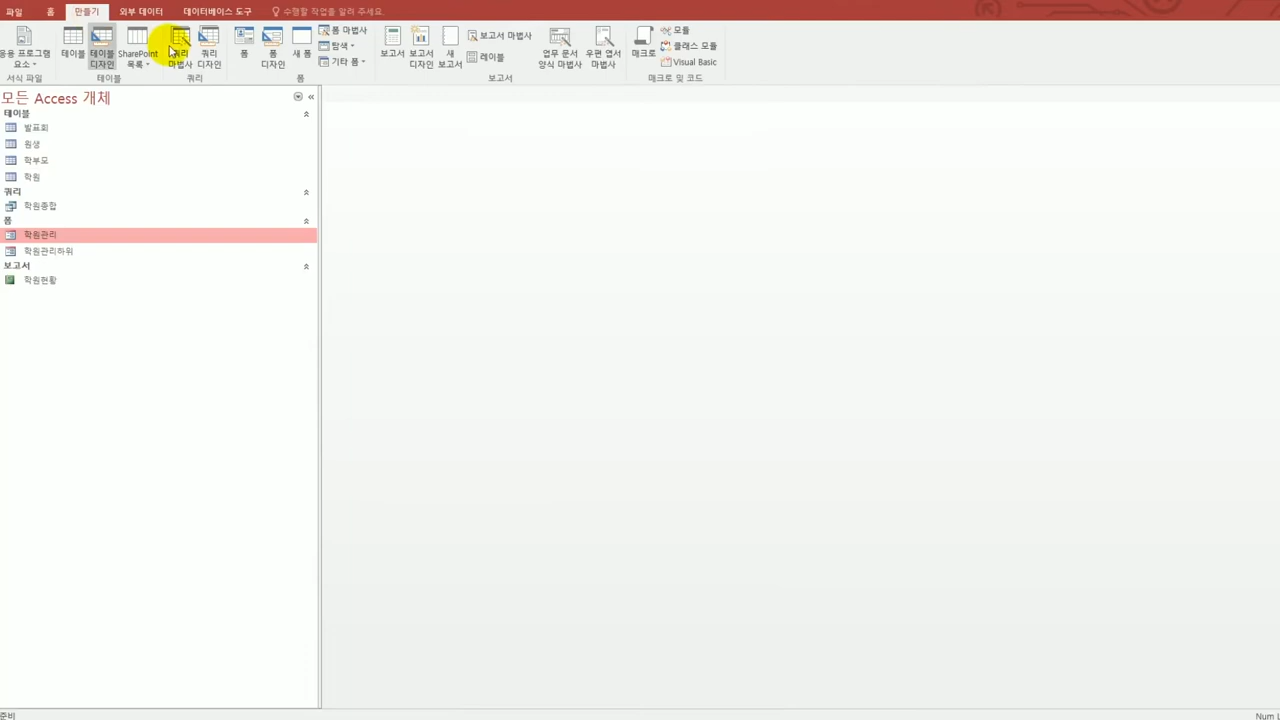 파일 홈 만들기 외부 데이터 데이터베이스 도구 수행할 작업을 알려 주세요.
응용 프로그램 요소
서식 파일
테이블
테이블 디자인
SharePoint 목록
테이블
쿼리 마법사
쿼리 디자인
쿼리
폼
폼 디자인
새 폼
폼 마법사
탐색
기타 폼
폼
보고서
보고서 디자인
새 보고서
보고서 마법사
레이블
업무 문서 양식 마법사
우편 엽서 마법사
보고서
매크로
모듈
클래스 모듈
Visual Basic
매크로 및 코드
모든 Access 개체
테이블
발표회
원생
학부모
학원
쿼리
학원종합
폼
학원관리
학원관리하위
보고서
학원현황
준비
Num L